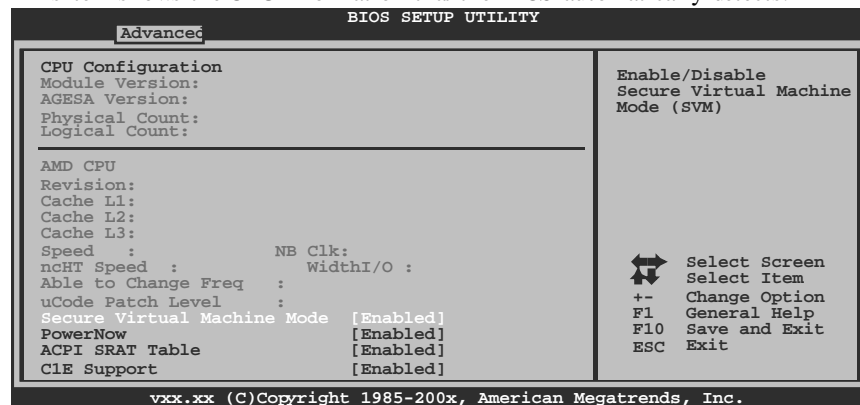 BIOS SETUP UTILITY
Advanced
CPU Configuration
Module Version:
AGESA Version:
Physical Count:
Logical Count:
AMD CPU
Revision:
Cache L1:
Cache L2:
Cache L3:
Speed : NB Clk:
ncHT Speed : WidthI/O :
Able to Change Freq :
uCode Patch Level :
Secure Virtual Machine Mode [Enabled]
PowerNow [Enabled]
ACPI SRAT Table [Enabled]
C1E Support [Enabled]
Enable/Disable
Secure Virtual Machine
Mode (SVM)
Select Screen
Select Item
+- Change Option
F1 General Help
F10 Save and Exit
ESC Exit
vxx.xx (C)Copyright 1985-200x, American Megatrends, Inc.